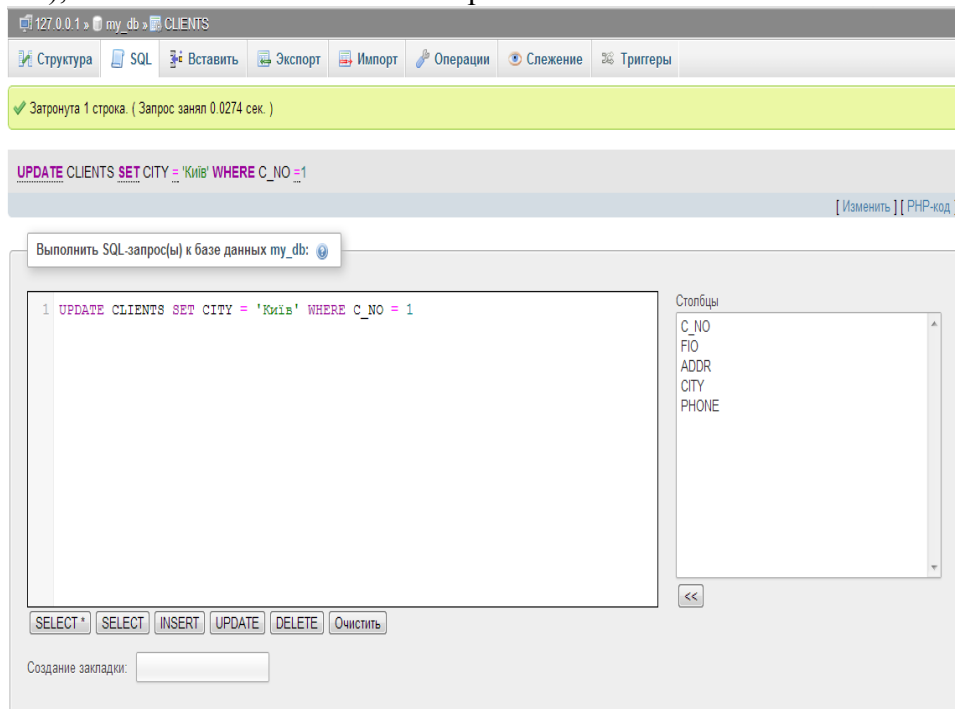 127.0.0.1 » my_db » CLIENTS
Структура SQL Вставить Экспорт Импорт Операции Слежение Триггеры
Затронута 1 строка. ( Запрос занял 0.0274 сек. )
UPDATE CLIENTS SET CITY = 'Київ' WHERE C_NO =1
[ Изменить ] [ PHP-код ]
Выполнить SQL-запрос(ы) к базе данных my_db:
1 UPDATE CLIENTS SET CITY = 'Київ' WHERE C_NO = 1
Столбцы
C_NO
FIO
ADDR
CITY
PHONE
<<
SELECT * SELECT INSERT UPDATE DELETE Очистить
Создание закладки: